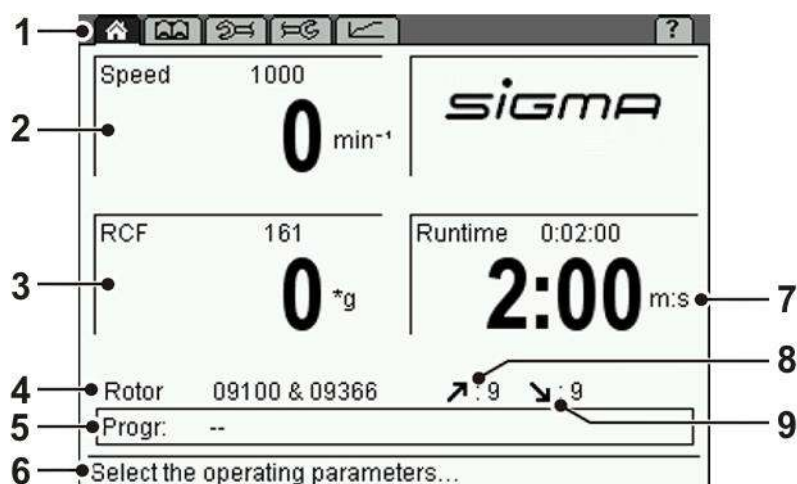 1 ?
Speed 1000
2 0 min⁻¹
sigma
RCF 161
3 0 *g
Runtime 0:02:00
2:00 m:s 7
8
4 Rotor 09100 & 09366 ↗: 9 ↘: 9
9
5 Progr: --
6 Select the operating parameters...